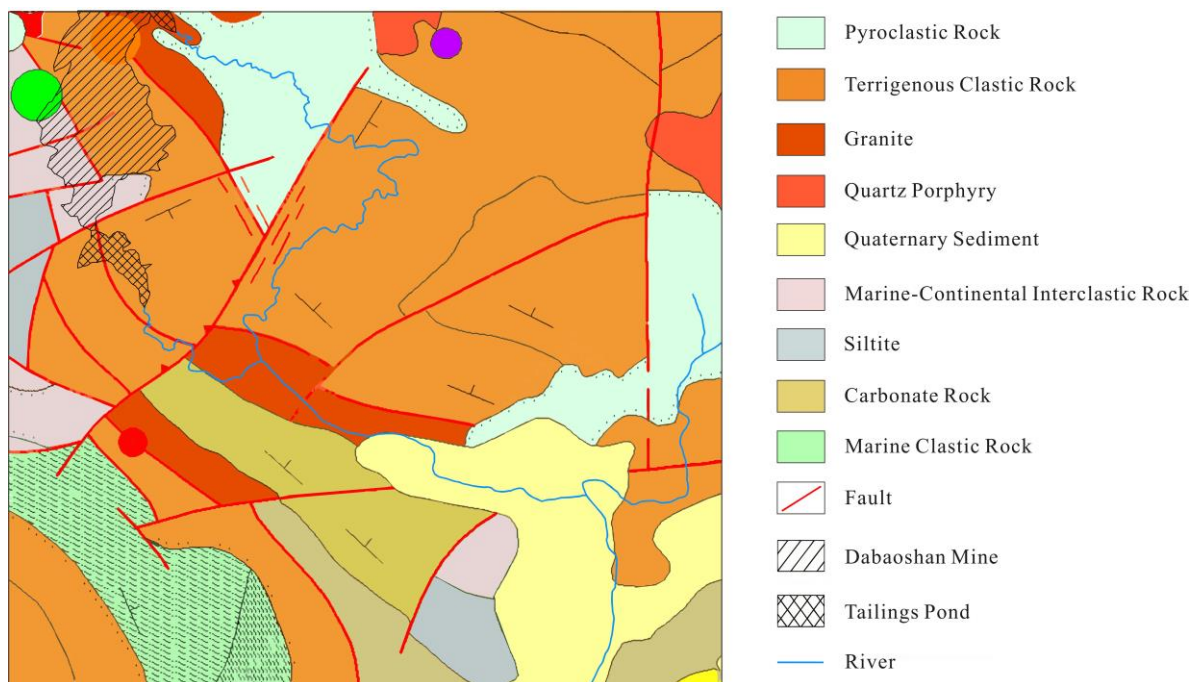 Pyroclastic Rock
Terrigenous Clastic Rock
Granite
Quartz Porphyry
Quaternary Sediment
Marine-Continental Interclastic Rock
Siltite
Carbonate Rock
Marine Clastic Rock
Fault
Dabaoshan Mine
Tailings Pond
River